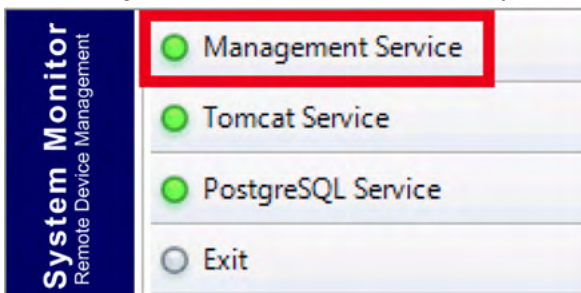 System Monitor
Remote Device Management
Management Service
Tomcat Service
PostgreSQL Service
Exit